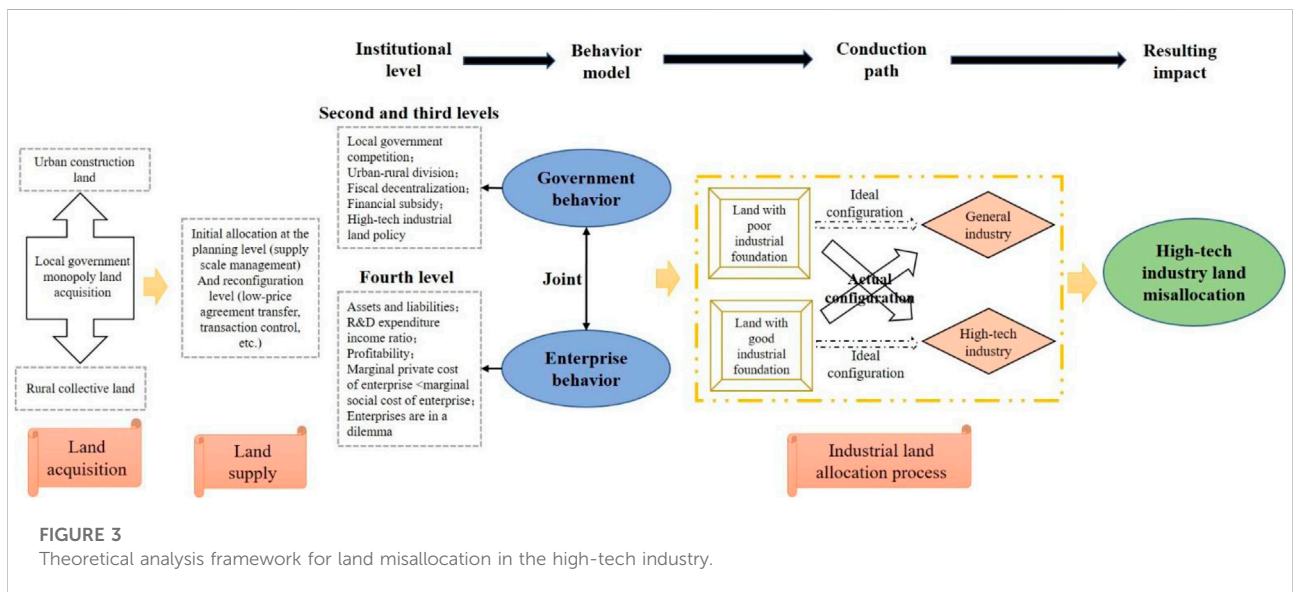 Institutional
level
Behavior
model
Conduction
path
Resulting
impact
Second and third levels
Local government
competition;
Urban-rural division;
Fiscal decentralization;
Financial subsidy;
High-tech industrial
land policy
Urban construction
land
Local government
monopoly land
acquisition
Rural collective land
Initial allocation at the
planning level (supply
scale management)
And reconfiguration
level (low-price
agreement transfer,
transaction control,
etc.)
Fourth level
Assets and liabilities;
R&D expenditure
income ratio;
Profitability;
Marginal private cost
of enterprise <marginal
social cost of enterprise;
Enterprises are in a
dilemma
Government
behavior
Joint
Enterprise
behavior
Land with
poor
industrial
foundation
Land with
good
industrial
foundation
Ideal
configuration
Actual
configuration
Ideal
configuration
General
industry
High-tech
industry
High-tech
industry land
misallocation
Land
acquisition
Land
supply
Industrial land
allocation process
FIGURE 3
Theoretical analysis framework for land misallocation in the high-tech industry.